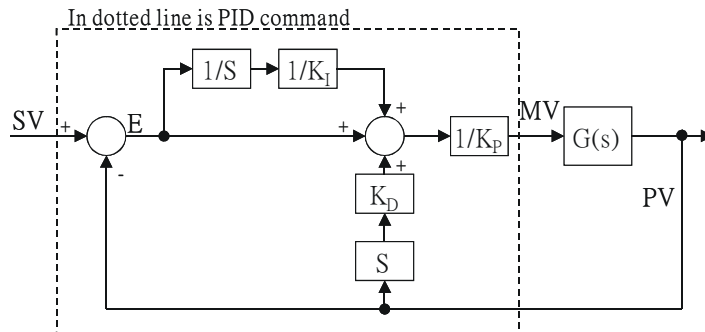 In dotted line is PID command
1/S
1/K_I
SV
+
E
+
+
MV
1/K_P
G(s)
-
+
K_D
PV
S